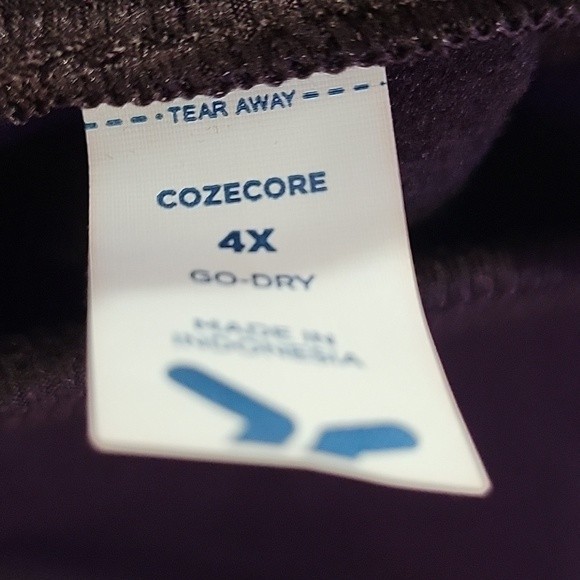 TEAR AWAY
COZECORE
4X
GO-DRY
MADE IN
INDONESIA